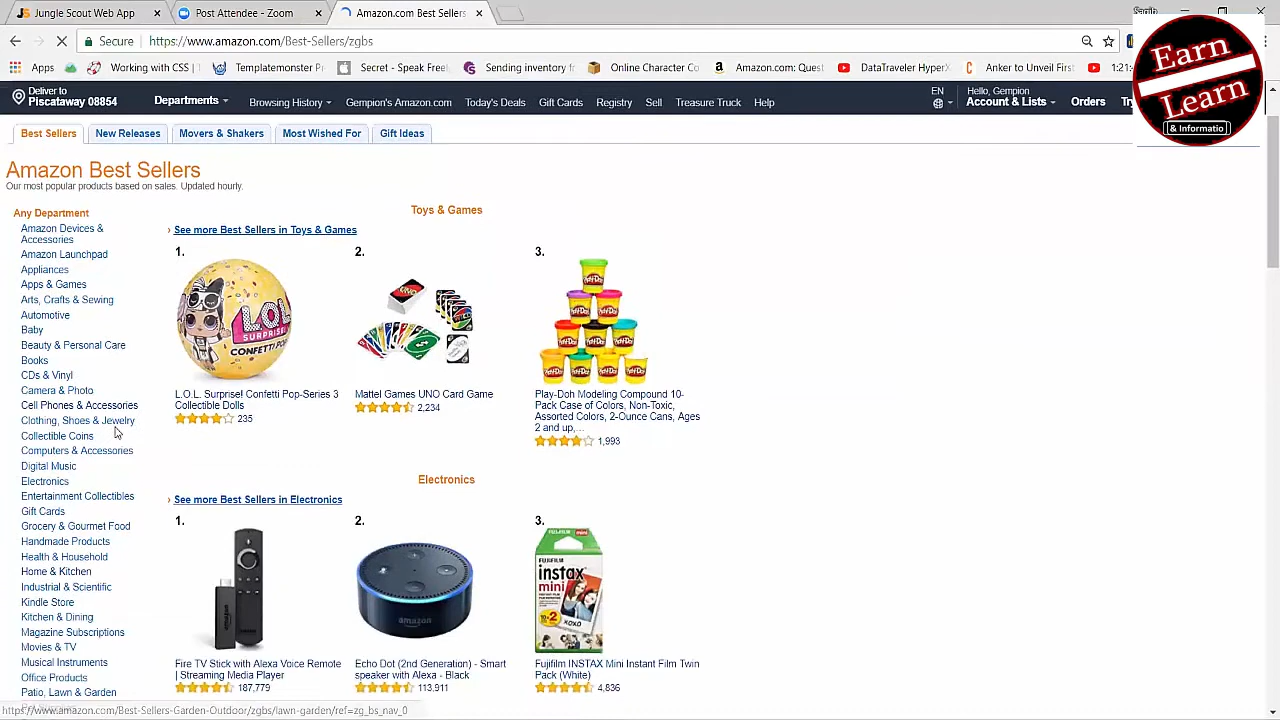 Jungle Scout Web App
Post Attendee - Zoom
Amazon.com Best Sellers
Secure
https://www.amazon.com/Best-Sellers/zgbs
Apps
Working with CSS
Templatemonster Pro
Secret - Speak Free
Sending inventory f
Online Character Co
Amazon.com: Quest
DataTraveler HyperX
Anker to Unveil First
Deliver to
Piscataway 08854
Departments
Browsing History
Gempion's Amazon.com
Today's Deals
Gift Cards
Registry
Sell
Treasure Truck
Help
EN
Hello, Gempion
Account & Lists
Orders
Earn
Learn
& Informatio
Best Sellers
New Releases
Movers & Shakers
Most Wished For
Gift Ideas
Amazon Best Sellers
Our most popular products based on sales. Updated hourly.
Any Department
Amazon Devices &
Accessories
Amazon Launchpad
Appliances
Apps & Games
Arts, Crafts & Sewing
Automotive
Baby
Beauty & Personal Care
Books
CDs & Vinyl
Camera & Photo
Cell Phones & Accessories
Clothing, Shoes & Jewelry
Collectible Coins
Computers & Accessories
Digital Music
Electronics
Entertainment Collectibles
Gift Cards
Grocery & Gourmet Food
Handmade Products
Health & Household
Home & Kitchen
Industrial & Scientific
Kindle Store
Kitchen & Dining
Magazine Subscriptions
Movies & TV
Musical Instruments
Office Products
Patio, Lawn & Garden
Toys & Games
See more Best Sellers in Toys & Games
1.
L.O.L. SURPRISE!
CONFETTI POP
L.O.L. Surprise! Confetti Pop-Series 3
Collectible Dolls
235
2.
Mattel Games UNO Card Game
2,234
3.
Play-Doh Modeling Compound 10-
Pack Case of Colors, Non-Toxic,
Assorted Colors, 2-Ounce Cans, Ages
2 and up,...
1,993
Electronics
See more Best Sellers in Electronics
1.
Fire TV Stick with Alexa Voice Remote
| Streaming Media Player
187,779
2.
amazon
Echo Dot (2nd Generation) - Smart
speaker with Alexa - Black
113,911
3.
FUJIFILM
instax
mini
XOXO
Fujifilm INSTAX Mini Instant Film Twin
Pack (White)
4,836
https://www.amazon.com/Best-Sellers-Garden-Outdoor/zgbs/lawn-garden/ref=zg_bs_nav_0